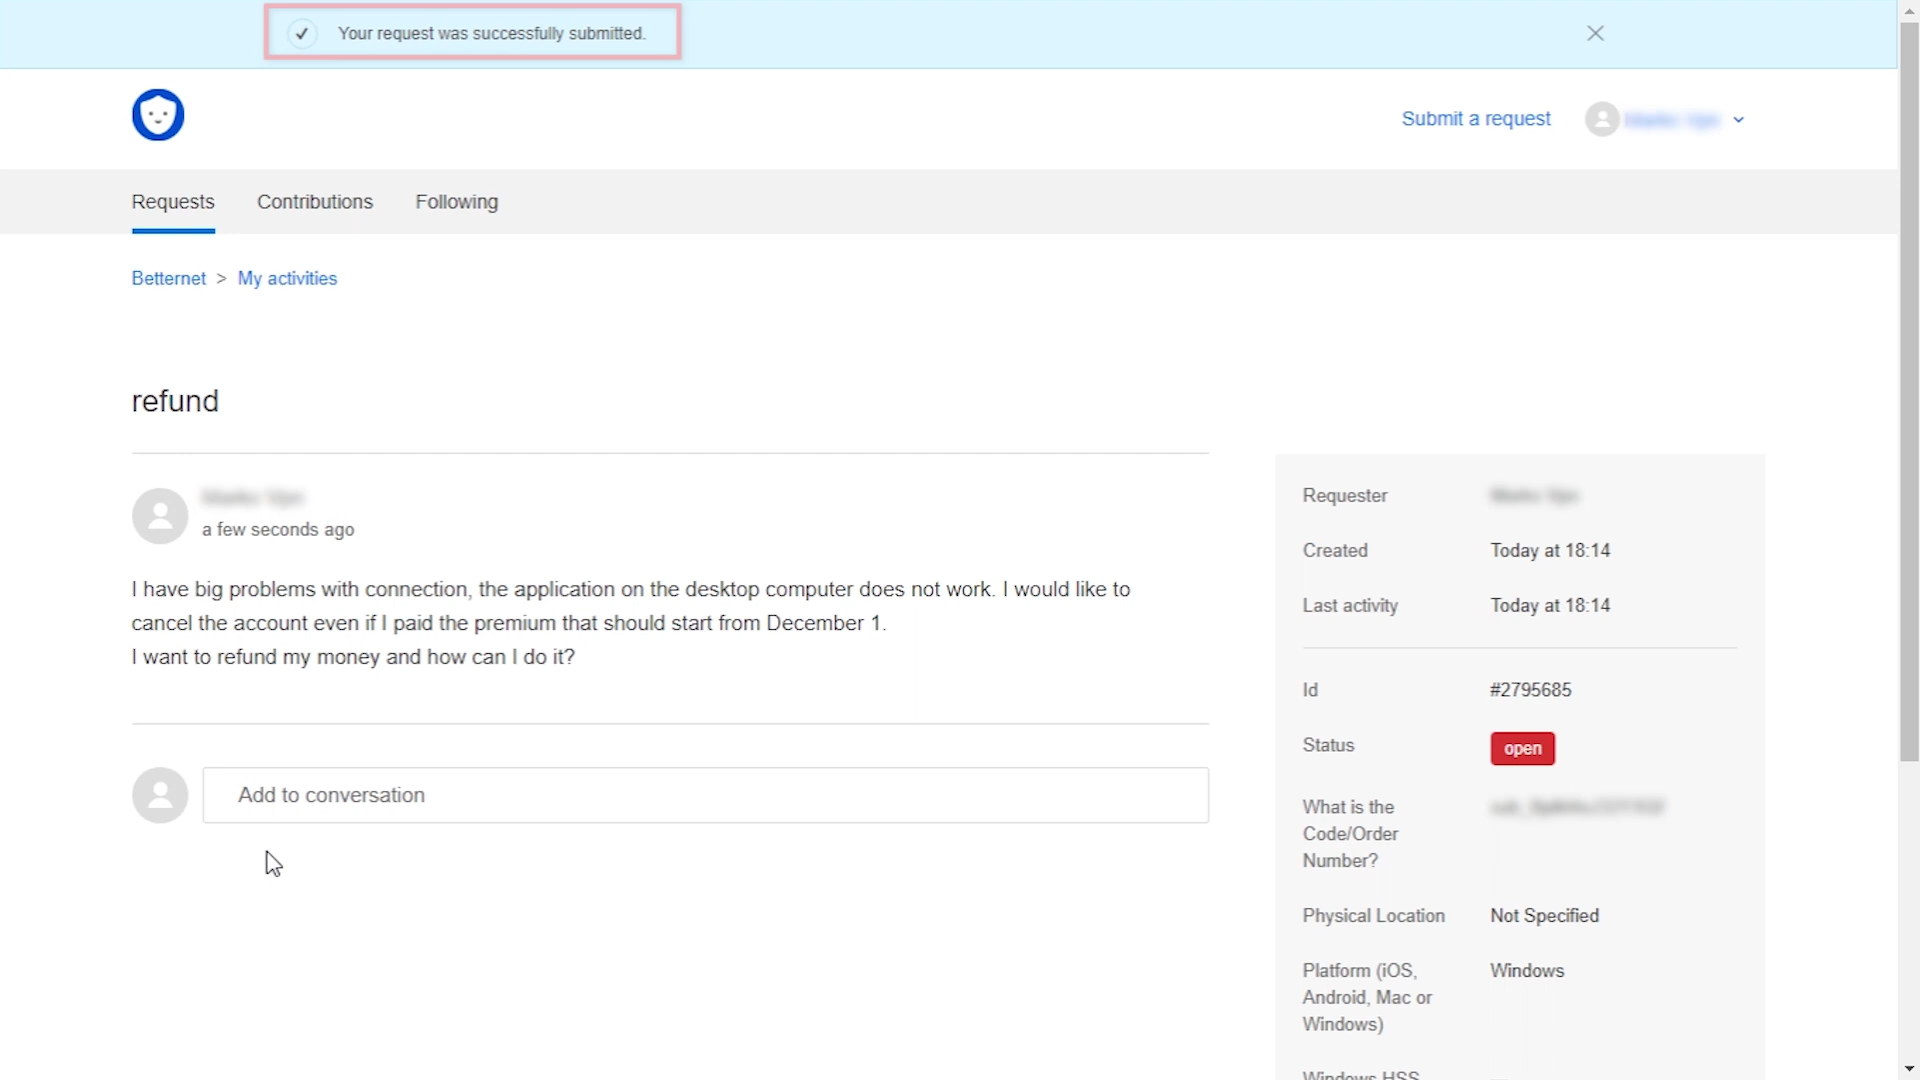 Your request was successfully submitted.
Submit a request
Requests
Contributions
Following
Betternet > My activities
refund
a few seconds ago
I have big problems with connection, the application on the desktop computer does not work. I would like to
cancel the account even if I paid the premium that should start from December 1.
I want to refund my money and how can I do it?
Add to conversation
Requester
Created Today at 18:14
Last activity Today at 18:14
Id #2795685
Status open
What is the
Code/Order
Number?
Physical Location Not Specified
Platform (iOS, Windows
Android, Mac or
Windows)
Windows HSS